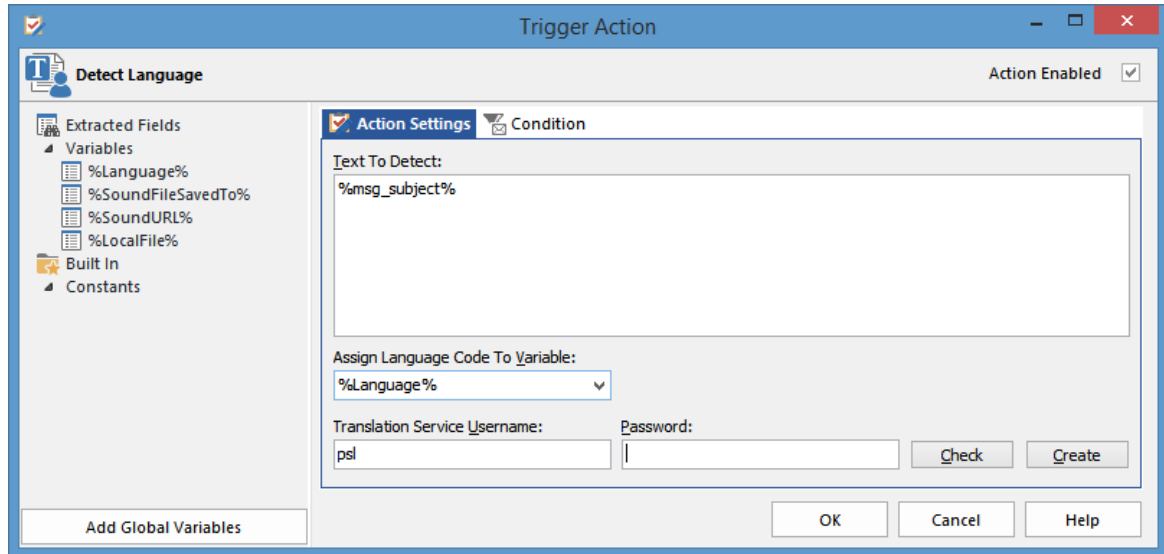 Trigger Action
Detect Language
Action Enabled
Extracted Fields
Variables
%Language%
%SoundFileSavedTo%
%SoundURL%
%LocalFile%
Built In
Constants
Add Global Variables
Action Settings
Condition
Text To Detect:
%msg_subject%
Assign Language Code To Variable:
%Language%
Translation Service Username:
Password:
psl
Check
Create
OK
Cancel
Help